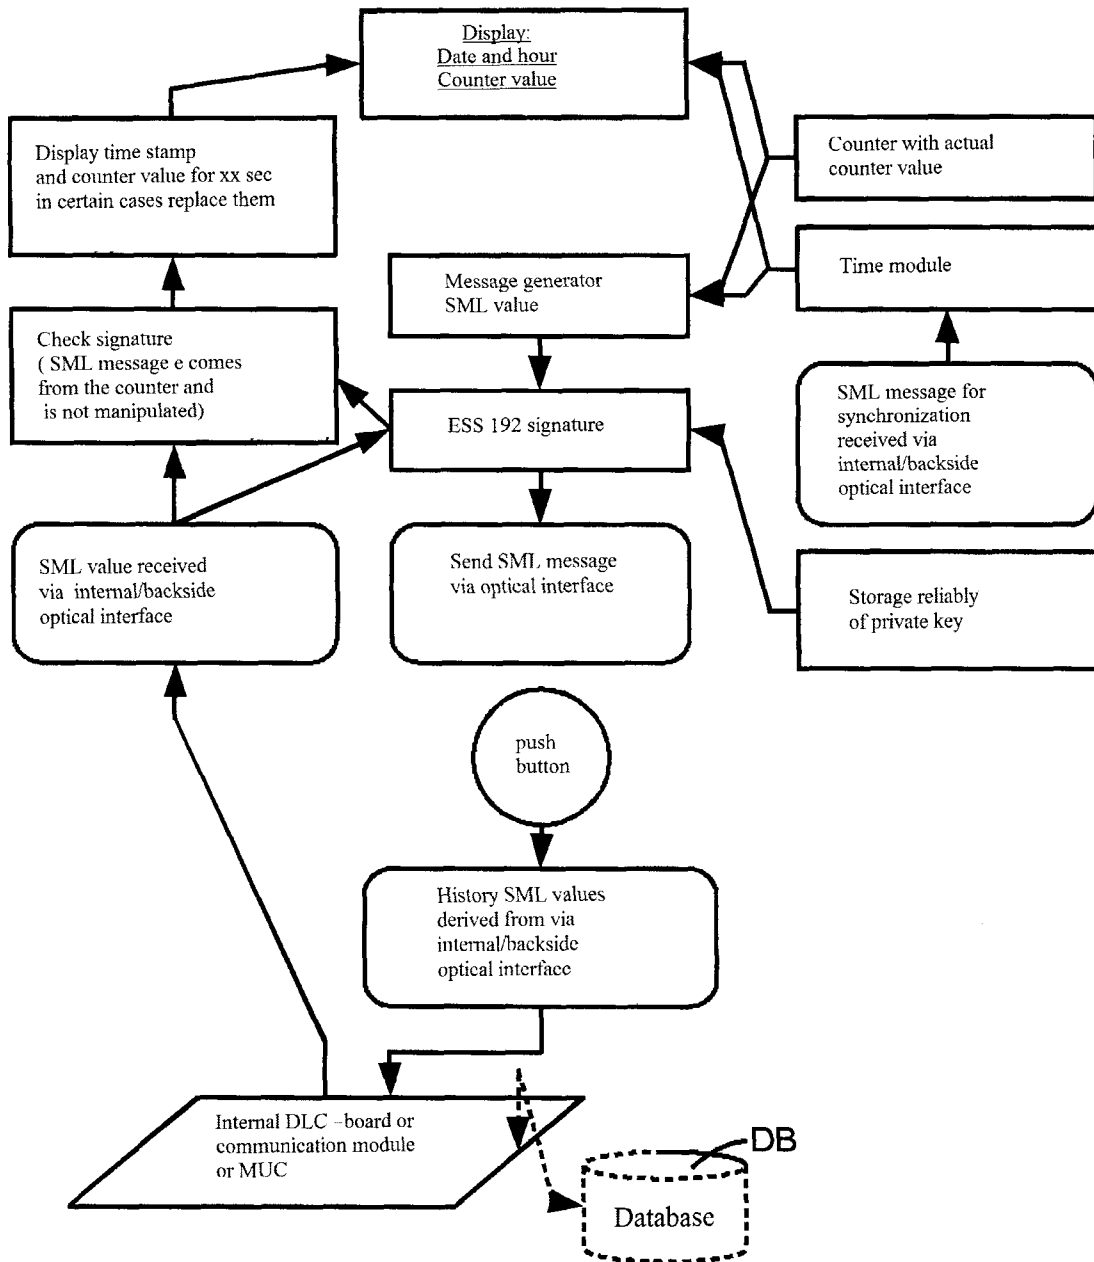 Display:
Date and hour
Counter value
Display time stamp
and counter value for xx sec
in certain cases replace them
Counter with actual
counter value
Message generator
SML value
Time module
Check signature
( SML message e comes
from the counter and
is not manipulated)
ESS 192 signature
SML message for
synchronization
received via
internal/backside
optical interface
SML value received
via internal/backside
optical interface
Send SML message
via optical interface
Storage reliably
of private key
push
button
History SML values
derived from via
internal/backside
optical interface
Internal DLC –board or
communication module
or MUC
DB
Database